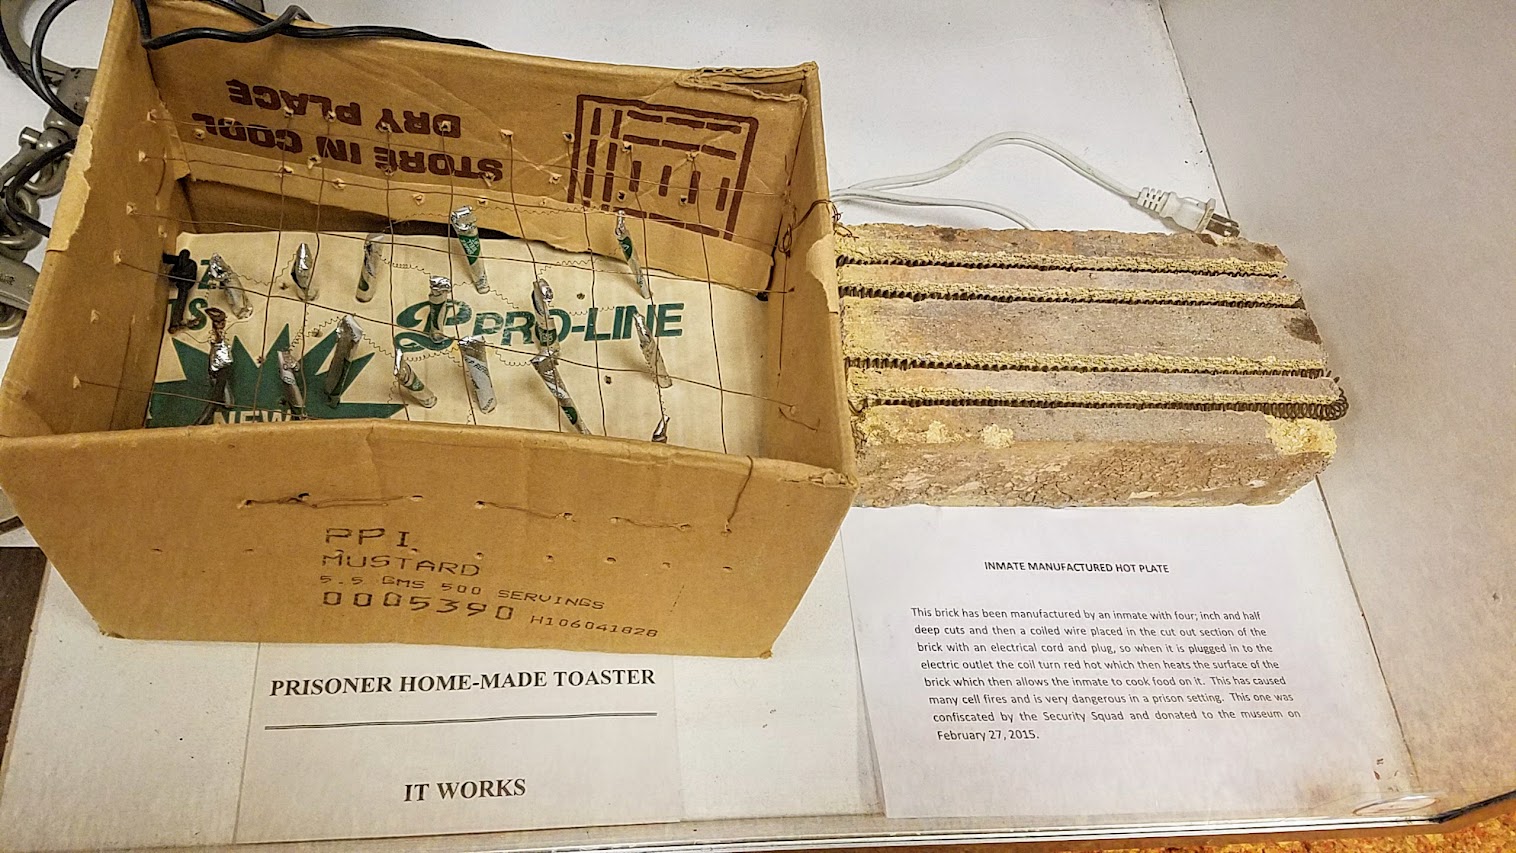 STORE IN COOL
DRY PLACE
PRO-LINE
NEW
PPI
MUSTARD
5.5 GMS 500 SERVINGS
0005390 H106041828
PRISONER HOME-MADE TOASTER
IT WORKS
INMATE MANUFACTURED HOT PLATE
This brick has been manufactured by an inmate with four; inch and half
deep cuts and then a coiled wire placed in the cut out section of the
brick with an electrical cord and plug, so when it is plugged in to the
electric outlet the coil turn red hot which then heats the surface of the
brick which then allows the inmate to cook food on it. This has caused
many cell fires and is very dangerous in a prison setting. This one was
confiscated by the Security Squad and donated to the museum on
February 27, 2015.